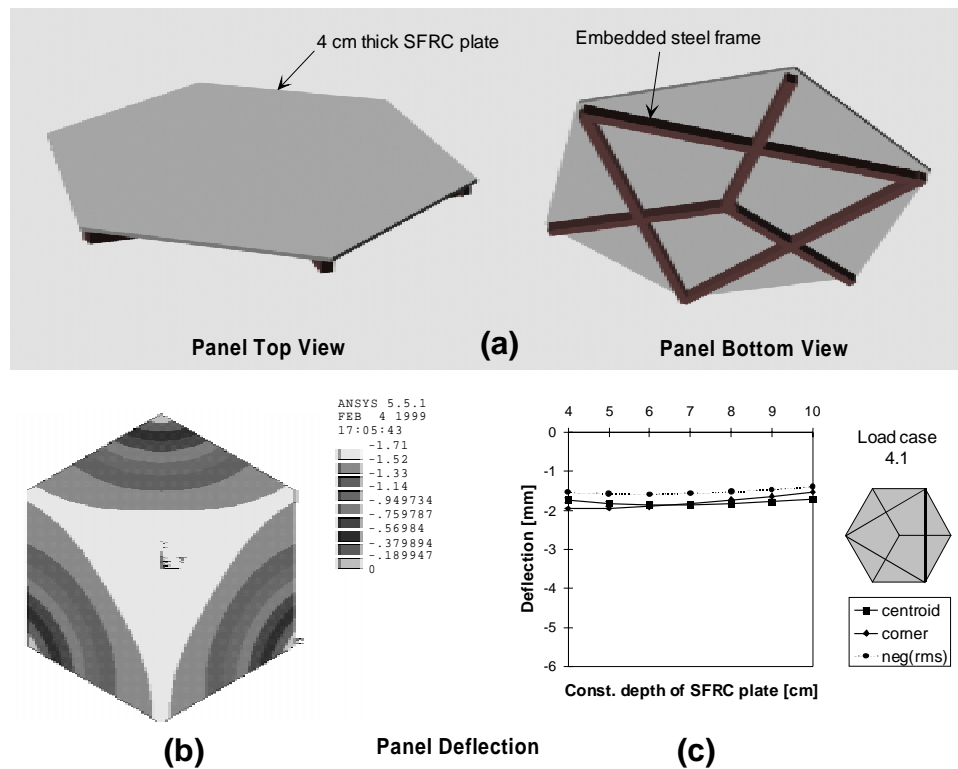 4 cm thick SFRC plate
Embedded steel frame
Panel Top View
(a)
Panel Bottom View
ANSYS 5.5.1
FEB 4 1999
17:05:43
-1.71
-1.52
-1.33
-1.14
-.949734
-.759787
-.56984
-.379894
-.189947
0
4 5 6 7 8 9 10
0
-1
-2
-3
-4
-5
-6
Deflection [mm]
Const. depth of SFRC plate [cm]
Load case
4.1
centroid
corner
neg(rms)
(b)
Panel Deflection
(c)